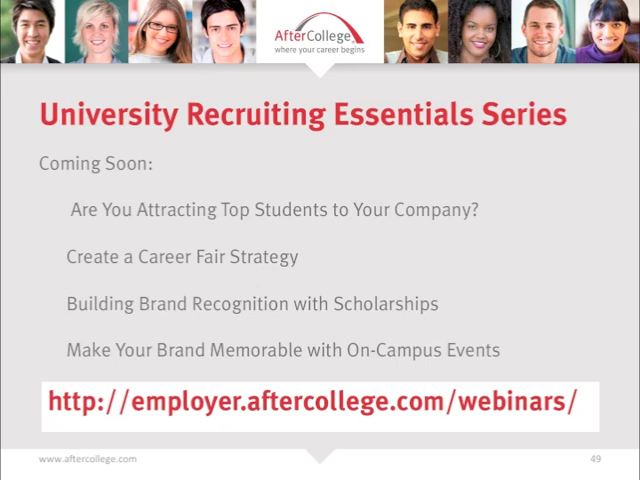 AfterCollege
where your career begins
University Recruiting Essentials Series
Coming Soon:
Are You Attracting Top Students to Your Company?
Create a Career Fair Strategy
Building Brand Recognition with Scholarships
Make Your Brand Memorable with On-Campus Events
http://employer.aftercollege.com/webinars/
www.aftercollege.com 49